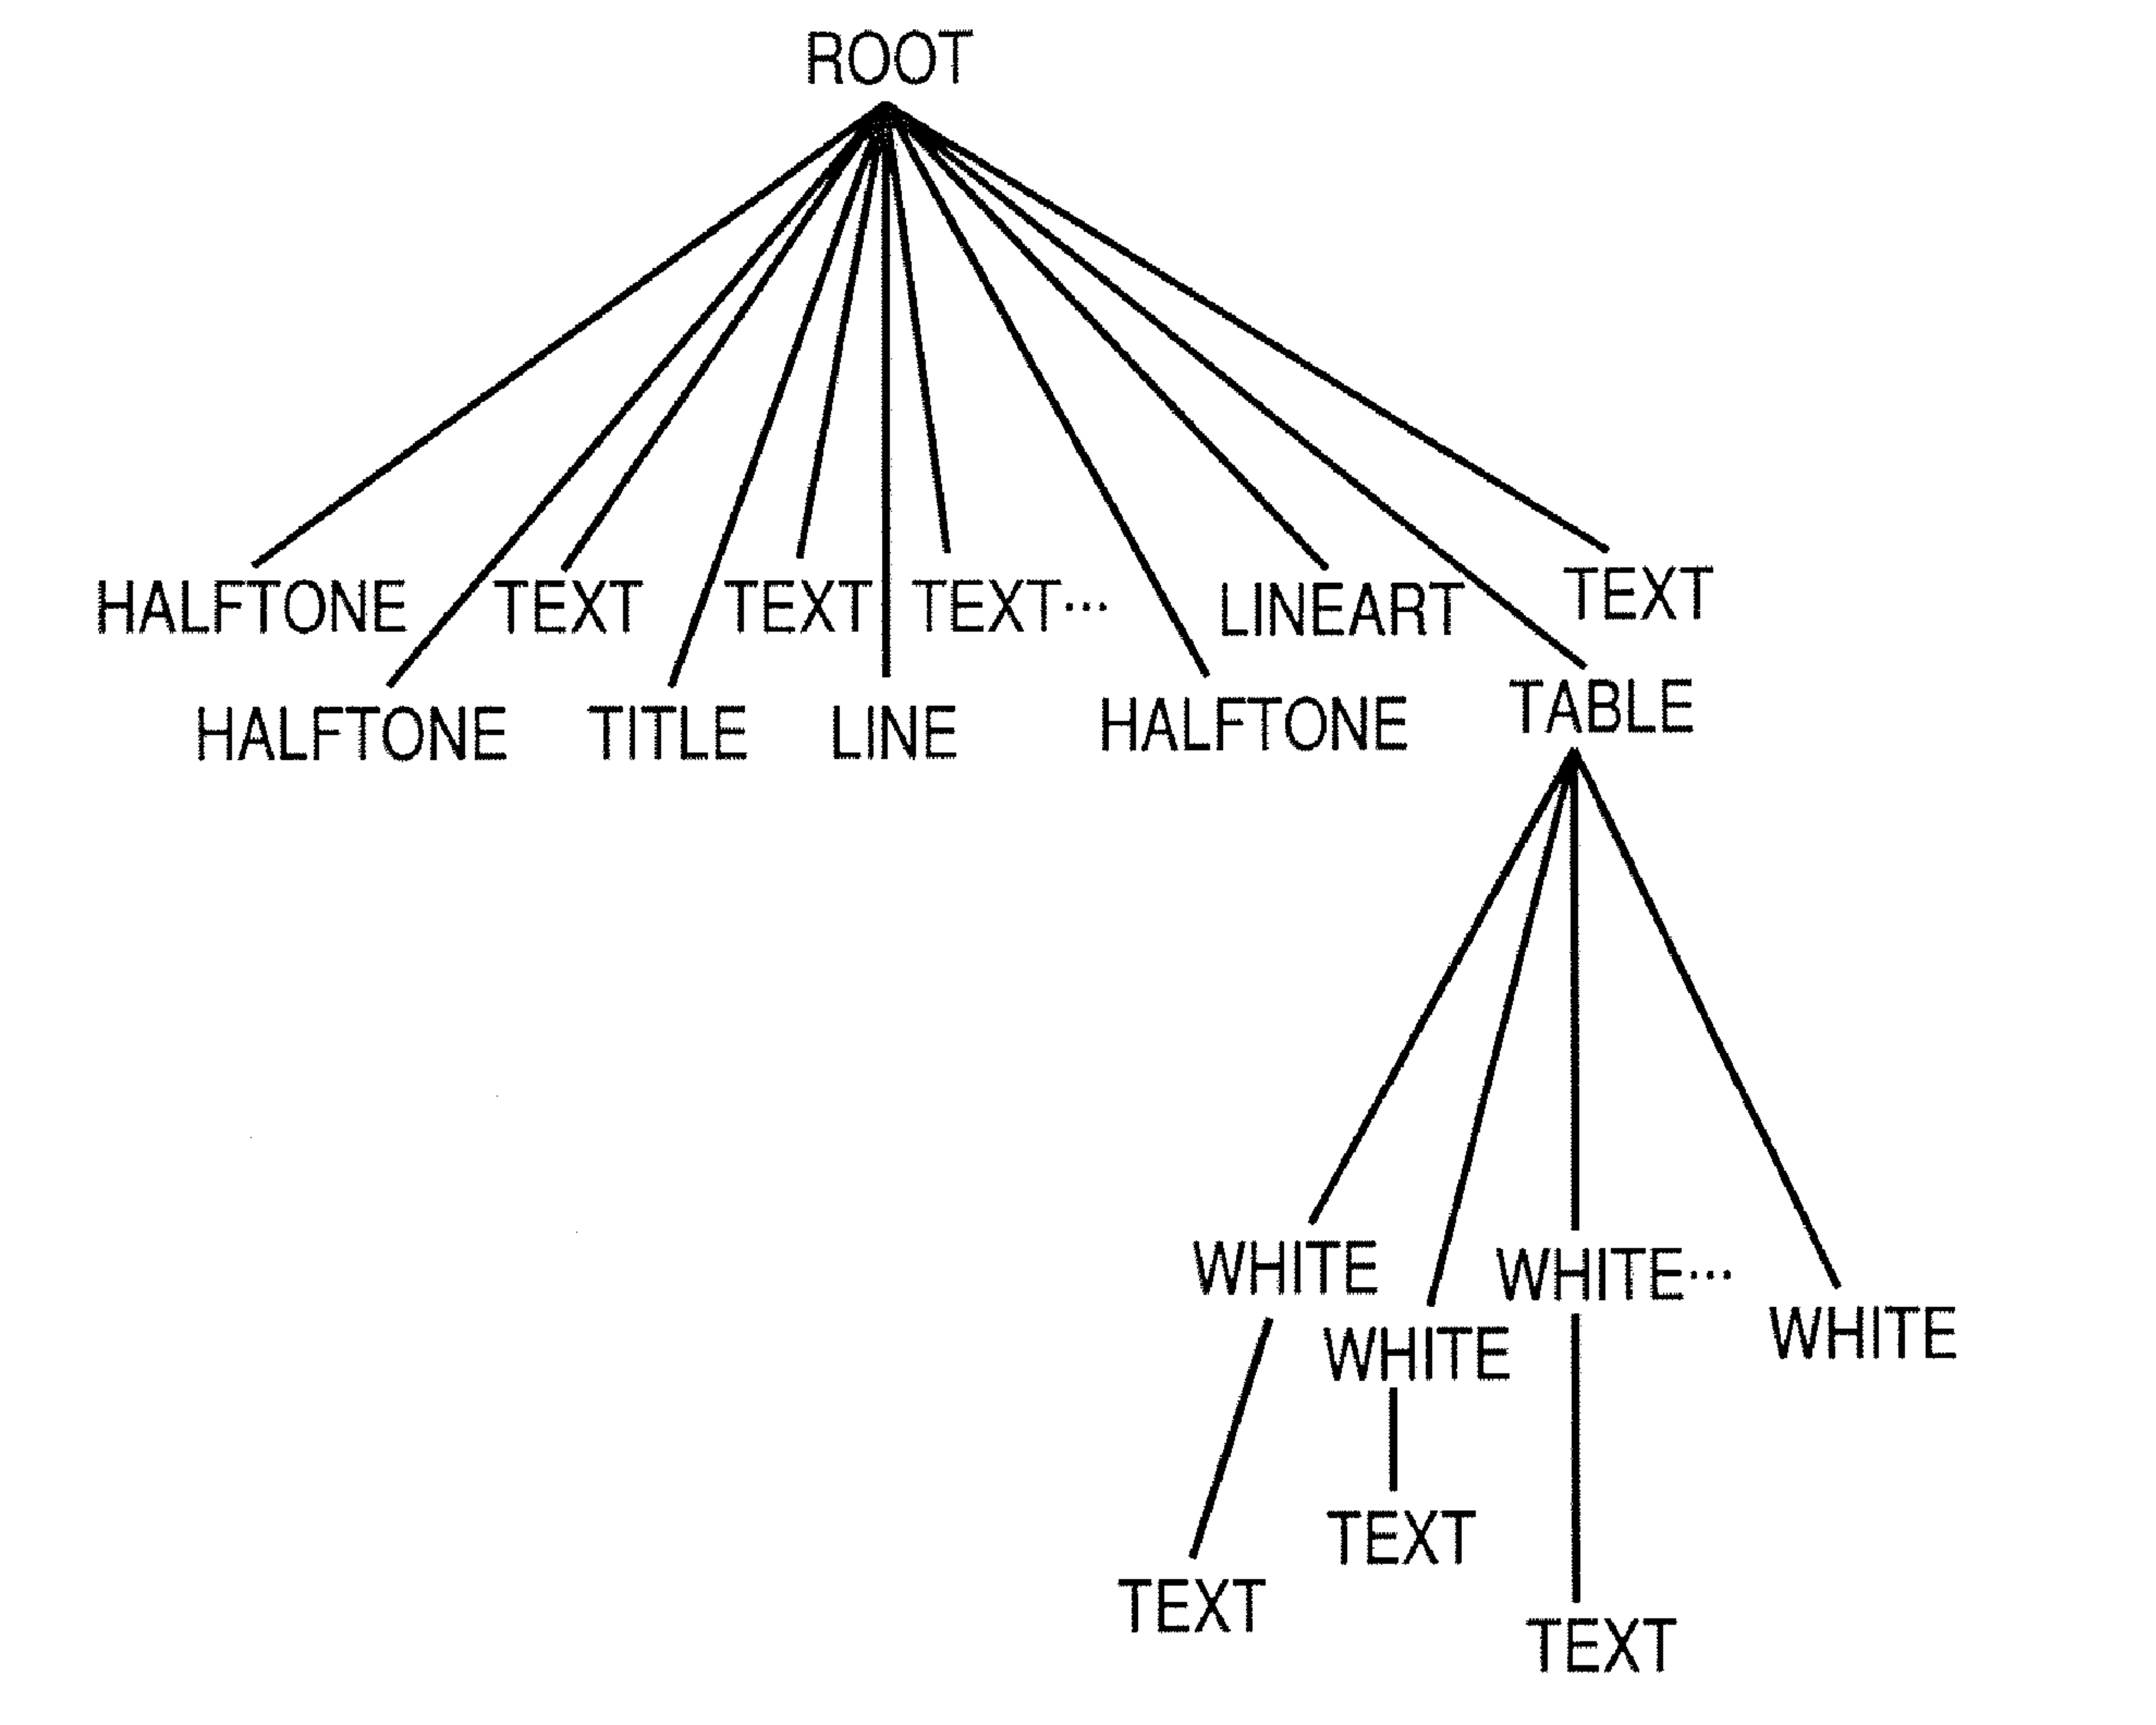 ROOT
HALFTONE TEXT TEXT TEXT... LINEART TEXT
HALFTONE TITLE LINE HALFTONE TABLE
WHITE WHITE...
WHITE WHITE
TEXT
TEXT
TEXT